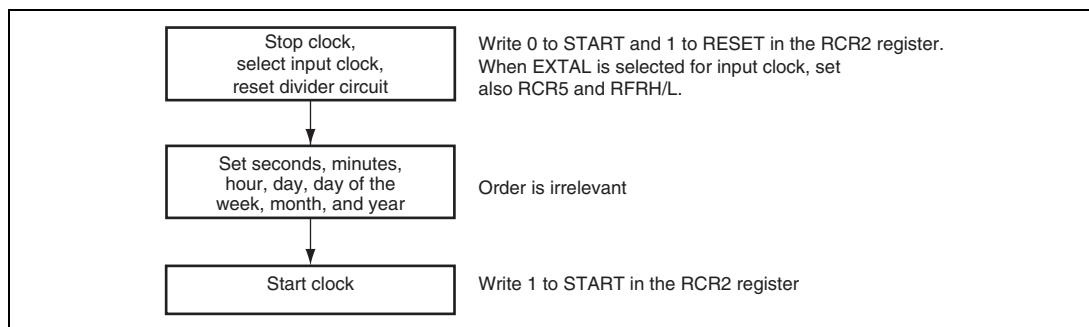 Stop clock,
select input clock,
reset divider circuit
Write 0 to START and 1 to RESET in the RCR2 register.
When EXTAL is selected for input clock, set
also RCR5 and RFRH/L.
Set seconds, minutes,
hour, day, day of the
week, month, and year
Order is irrelevant
Start clock
Write 1 to START in the RCR2 register